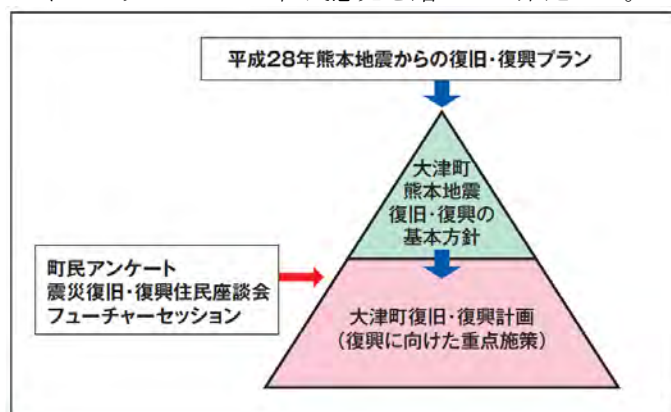 平成28年熊本地震からの復旧・復興プラン
大津町
熊本地震
復旧・復興の
基本方針
町民アンケート
震災復旧・復興住民座談会
フューチャーセッション
大津町復旧・復興計画
(復興に向けた重点施策)